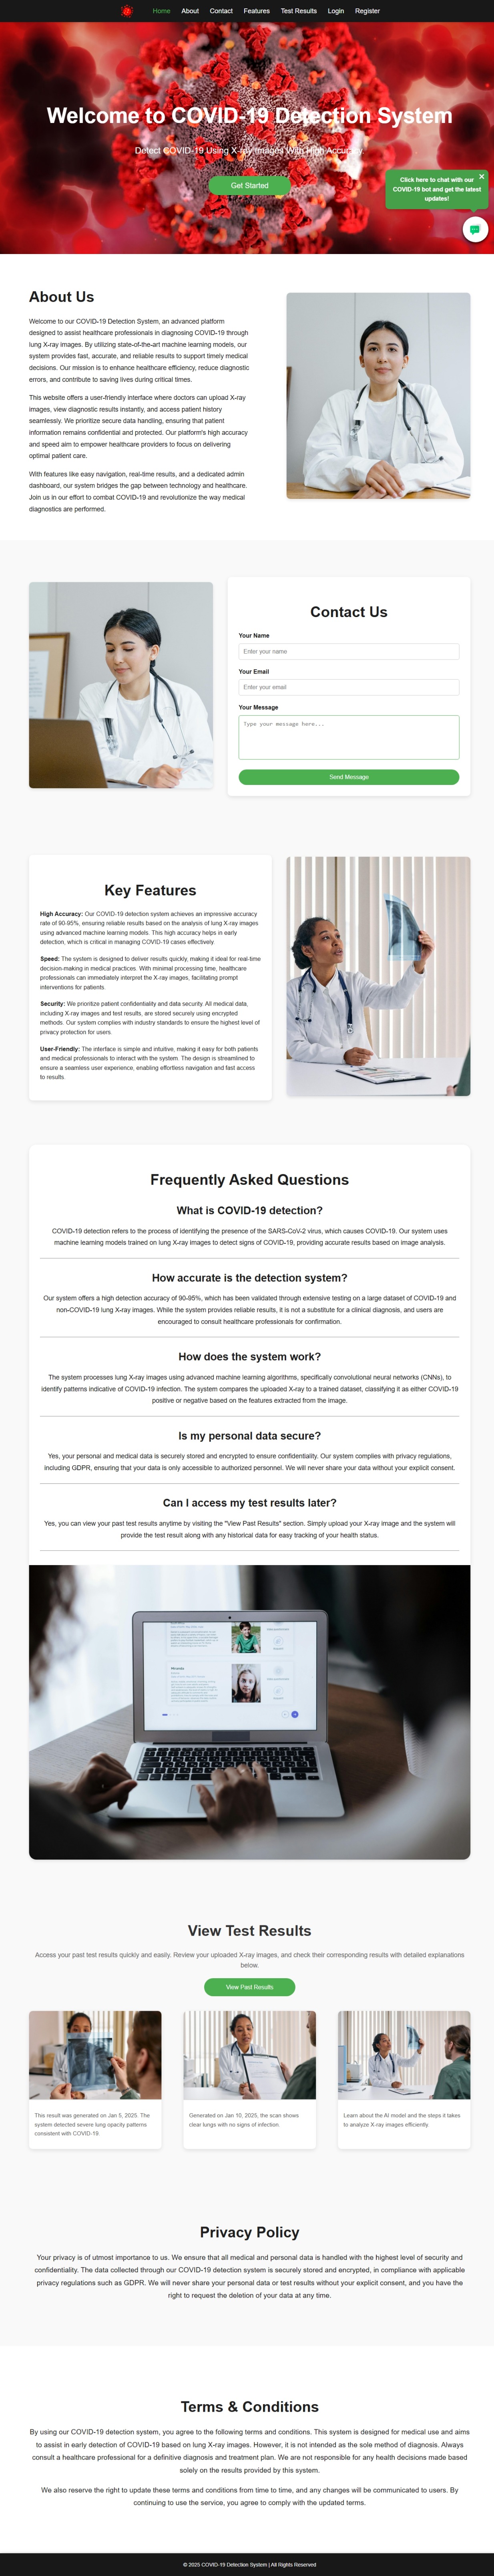 Home About Contact Features Test Results Login Register
Welcome to COVID-19 Detection System
Detect COVID-19 Using X-ray Images With High Accuracy.
Get Started
Click here to chat with our
COVID-19 bot and get the latest
updates!
About Us
Welcome to our COVID-19 Detection System, an advanced platform
designed to assist healthcare professionals in diagnosing COVID-19 through
lung X-ray images. By utilizing state-of-the-art machine learning models, our
system provides fast, accurate, and reliable results to support timely medical
decisions. Our mission is to enhance healthcare efficiency, reduce diagnostic
errors, and contribute to saving lives during critical times.
This website offers a user-friendly interface where doctors can upload X-ray
images, view diagnostic results instantly, and access patient history
seamlessly. We prioritize secure data handling, ensuring that patient
information remains confidential and protected. Our platform's high accuracy
and speed aim to empower healthcare providers to focus on delivering
optimal patient care.
With features like easy navigation, real-time results, and a dedicated admin
dashboard, our system bridges the gap between technology and healthcare.
Join us in our effort to combat COVID-19 and revolutionize the way medical
diagnostics are performed.
Contact Us
Your Name
Enter your name
Your Email
Enter your email
Your Message
Type your message here...
Send Message
Key Features
High Accuracy: Our COVID-19 detection system achieves an impressive accuracy
rate of 90-95%, ensuring reliable results based on the analysis of lung X-ray images
using advanced machine learning models. This high accuracy helps in early
detection, which is critical in managing COVID-19 cases effectively.
Speed: The system is designed to deliver results quickly, making it ideal for real-time
decision-making in medical practices. With minimal processing time, healthcare
professionals can immediately interpret the X-ray images, facilitating prompt
interventions for patients.
Security: We prioritize patient confidentiality and data security. All medical data,
including X-ray images and test results, are stored securely using encrypted
methods. Our system complies with industry standards to ensure the highest level of
privacy protection for users.
User-Friendly: The interface is simple and intuitive, making it easy for both patients
and medical professionals to interact with the system. The design is streamlined to
ensure a seamless user experience, enabling effortless navigation and fast access
to results.
Frequently Asked Questions
What is COVID-19 detection?
COVID-19 detection refers to the process of identifying the presence of the SARS-CoV-2 virus, which causes COVID-19. Our system uses
machine learning models trained on lung X-ray images to detect signs of COVID-19, providing accurate results based on image analysis.
How accurate is the detection system?
Our system offers a high detection accuracy of 90-95%, which has been validated through extensive testing on a large dataset of COVID-19 and
non-COVID-19 lung X-ray images. While the system provides reliable results, it is not a substitute for a clinical diagnosis, and users are
encouraged to consult healthcare professionals for confirmation.
How does the system work?
The system processes lung X-ray images using advanced machine learning algorithms, specifically convolutional neural networks (CNNs), to
identify patterns indicative of COVID-19 infection. The system compares the uploaded X-ray to a trained dataset, classifying it as either COVID-19
positive or negative based on the features extracted from the image.
Is my personal data secure?
Yes, your personal and medical data is securely stored and encrypted to ensure confidentiality. Our system complies with privacy regulations,
including GDPR, ensuring that your data is only accessible to authorized personnel. We will never share your data without your explicit consent.
Can I access my test results later?
Yes, you can view your past test results anytime by visiting the "View Past Results" section. Simply upload your X-ray image and the system will
provide the test result along with any historical data for easy tracking of your health status.
View Test Results
Access your past test results quickly and easily. Review your uploaded X-ray images, and check their corresponding results with detailed explanations
below.
View Past Results
This result was generated on Jan 5, 2025. The
system detected severe lung opacity patterns
consistent with COVID-19.
Generated on Jan 10, 2025, the scan shows
clear lungs with no signs of infection.
Learn about the AI model and the steps it takes
to analyze X-ray images efficiently.
Privacy Policy
Your privacy is of utmost importance to us. We ensure that all medical and personal data is handled with the highest level of security and
confidentiality. The data collected through our COVID-19 detection system is securely stored and encrypted, in compliance with applicable
privacy regulations such as GDPR. We will never share your personal data or test results without your explicit consent, and you have the
right to request the deletion of your data at any time.
Terms & Conditions
By using our COVID-19 detection system, you agree to the following terms and conditions. This system is designed for medical use and aims
to assist in early detection of COVID-19 based on lung X-ray images. However, it is not intended as the sole method of diagnosis. Always
consult a healthcare professional for a definitive diagnosis and treatment plan. We are not responsible for any health decisions made based
solely on the results provided by this system.
We also reserve the right to update these terms and conditions from time to time, and any changes will be communicated to users. By
continuing to use the service, you agree to comply with the updated terms.
© 2025 COVID-19 Detection System | All Rights Reserved